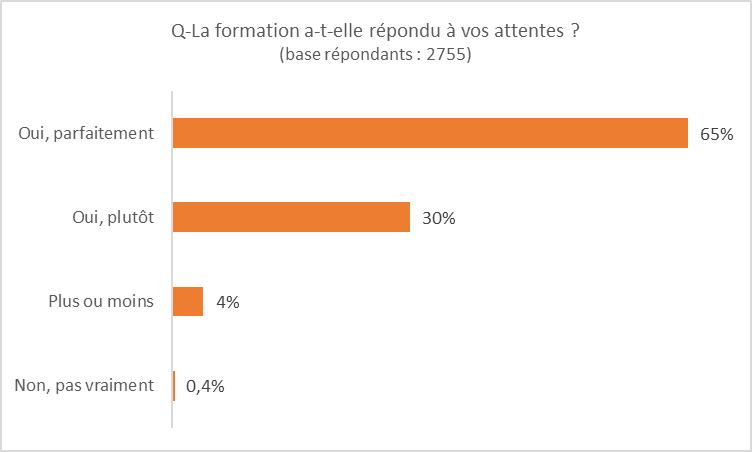 Q-La formation a-t-elle répondu à vos attentes ?
(base répondants : 2755)
Oui, parfaitement 65%
Oui, plutôt 30%
Plus ou moins 4%
Non, pas vraiment 0,4%